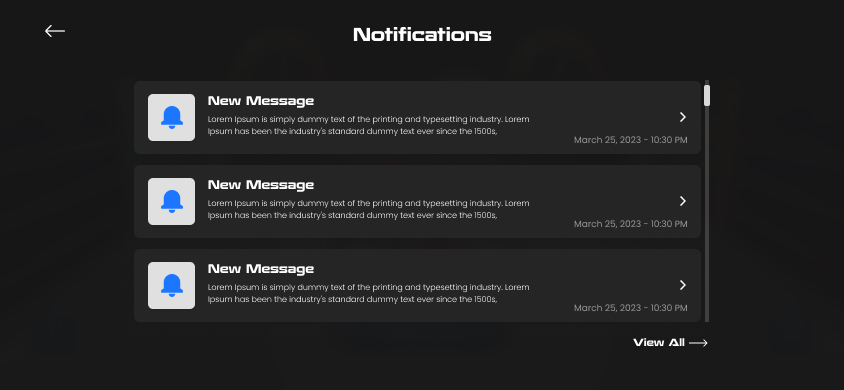 Notifications
New Message
Lorem Ipsum is simply dummy text of the printing and typesetting industry. Lorem
Ipsum has been the industry's standard dummy text ever since the 1500s,
March 25, 2023 - 10:30 PM
New Message
Lorem Ipsum is simply dummy text of the printing and typesetting industry. Lorem
Ipsum has been the industry's standard dummy text ever since the 1500s,
March 25, 2023 - 10:30 PM
New Message
Lorem Ipsum is simply dummy text of the printing and typesetting industry. Lorem
Ipsum has been the industry's standard dummy text ever since the 1500s,
March 25, 2023 - 10:30 PM
View All